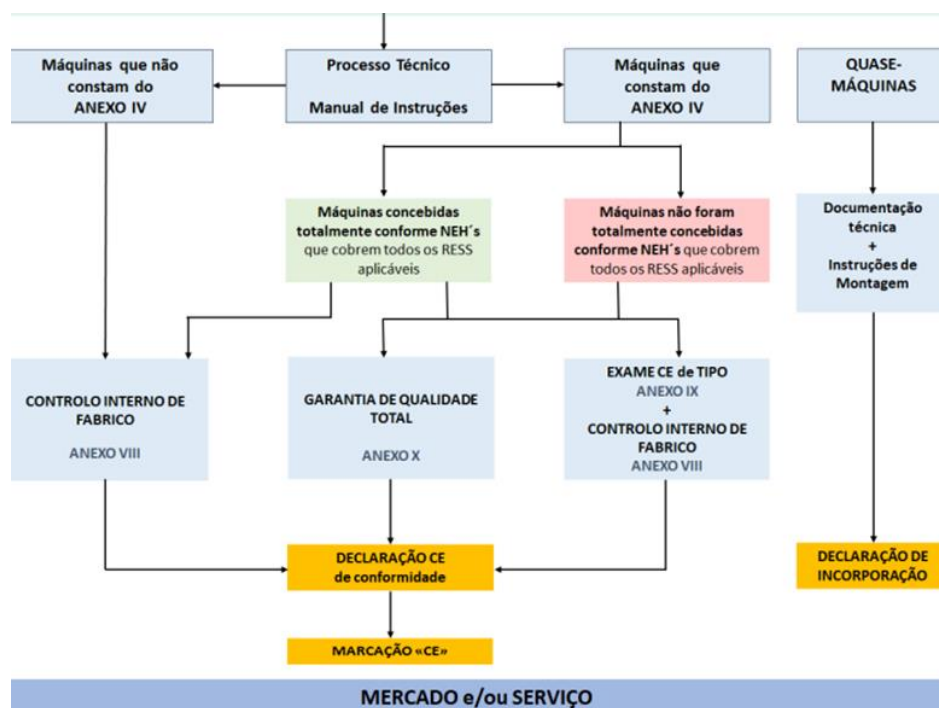 Máquinas que não
constam do
ANEXO IV
Processo Técnico
Manual de Instruções
Máquinas que
constam do
ANEXO IV
QUASE-
MÁQUINAS
Máquinas concebidas
totalmente conforme NEH´s
que cobrem todos os RESS
aplicáveis
Máquinas não foram
totalmente concebidas
conforme NEH´s que cobrem
todos os RESS aplicáveis
Documentação
técnica
+
Instruções de
Montagem
CONTROLO INTERNO DE
FABRICO
ANEXO VIII
GARANTIA DE QUALIDADE
TOTAL
ANEXO X
EXAME CE de TIPO
ANEXO IX
+
CONTROLO INTERNO DE
FABRICO
ANEXO VIII
DECLARAÇÃO CE
de conformidade
DECLARAÇÃO DE
INCORPORAÇÃO
MARCAÇÃO «CE»
MERCADO e/ou SERVIÇO